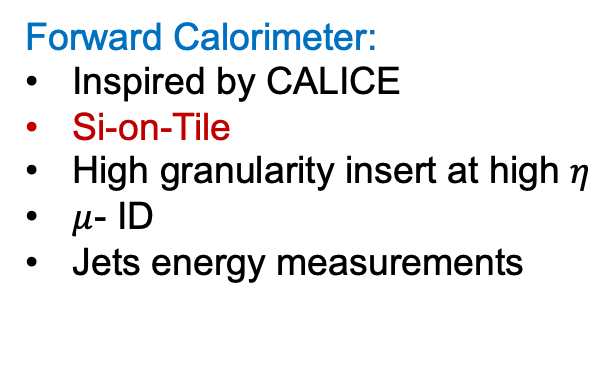 Forward Calorimeter:
• Inspired by CALICE
• Si-on-Tile
• High granularity insert at high η
• μ- ID
• Jets energy measurements